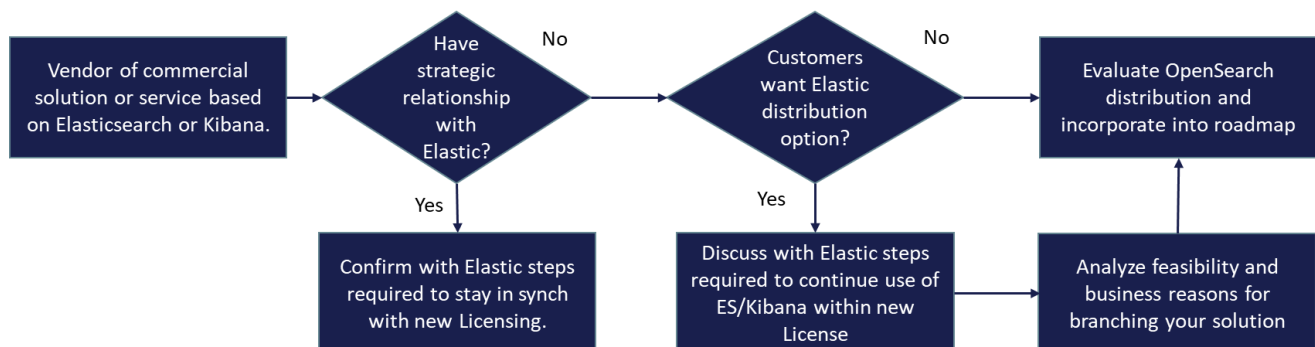 Vendor of commercial
solution or service based
on Elasticsearch or Kibana.
Have
strategic
relationship
with
Elastic?
No
Yes
Confirm with Elastic steps
required to stay in synch
with new Licensing.
Customers
want Elastic
distribution
option?
No
Yes
Discuss with Elastic steps
required to continue use of
ES/Kibana within new
License
Analyze feasibility and
business reasons for
branching your solution
Evaluate OpenSearch
distribution and
incorporate into roadmap